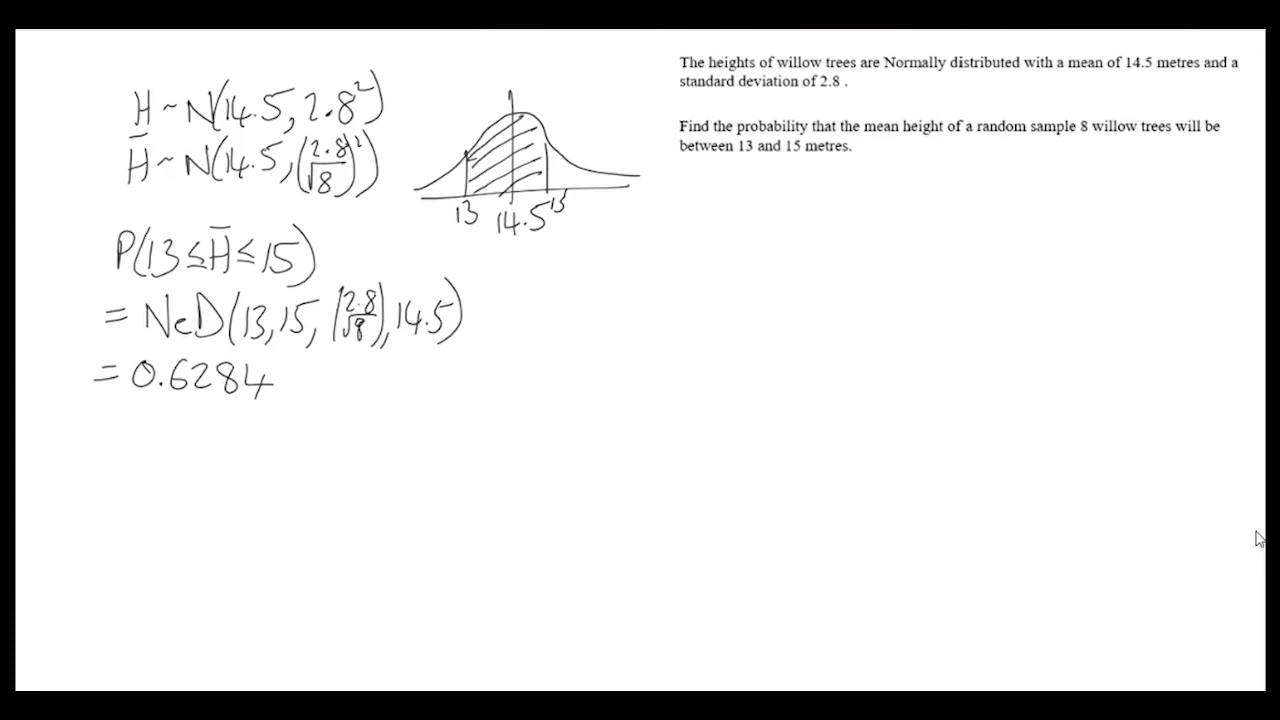 H ~ N(14.5, 2.8²)
H̄ ~ N(14.5, (2.8/√8)²)
P(13 ≤ H̄ ≤ 15)
= NcD(13, 15, (2.8/√8), 14.5)
= 0.6284
13 14.5 15
The heights of willow trees are Normally distributed with a mean of 14.5 metres and a
standard deviation of 2.8 .
Find the probability that the mean height of a random sample 8 willow trees will be
between 13 and 15 metres.